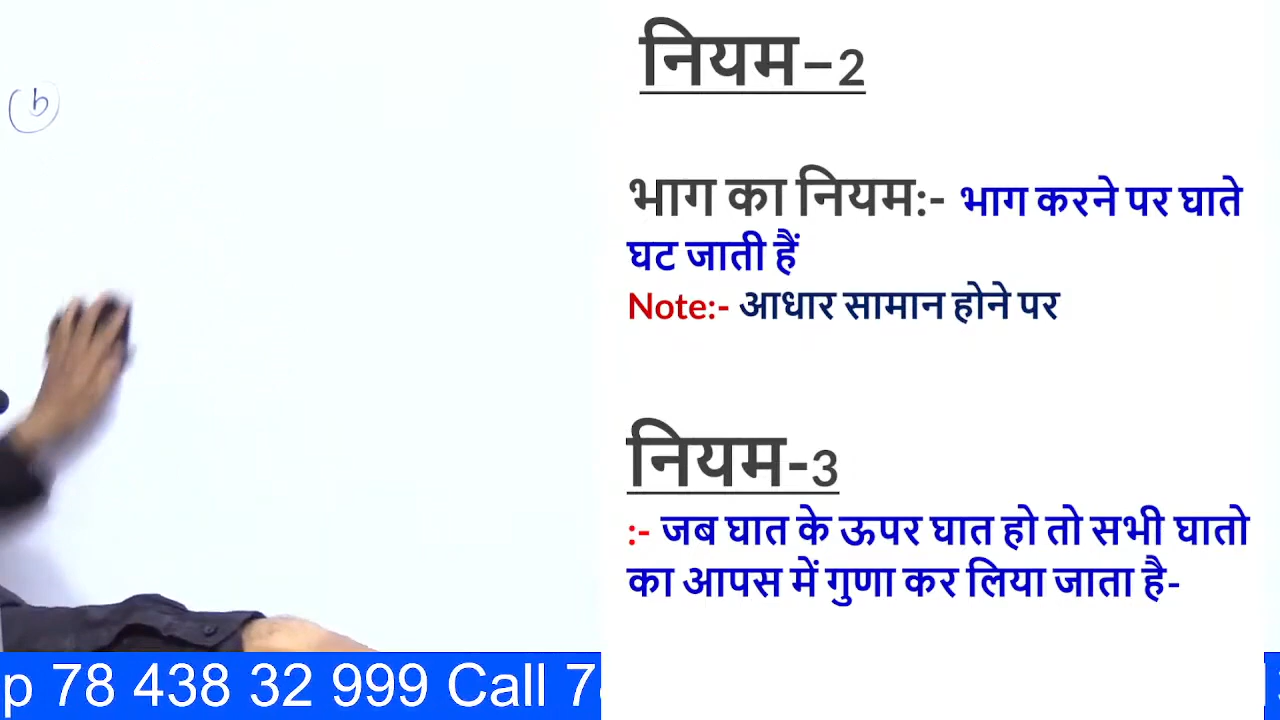 b
नियम-2
भाग का नियम:- भाग करने पर घाते
घट जाती हैं
Note:- आधार सामान होने पर
नियम-3
:- जब घात के ऊपर घात हो तो सभी घातो
का आपस में गुणा कर लिया जाता है-
p 78 438 32 999 Call 7